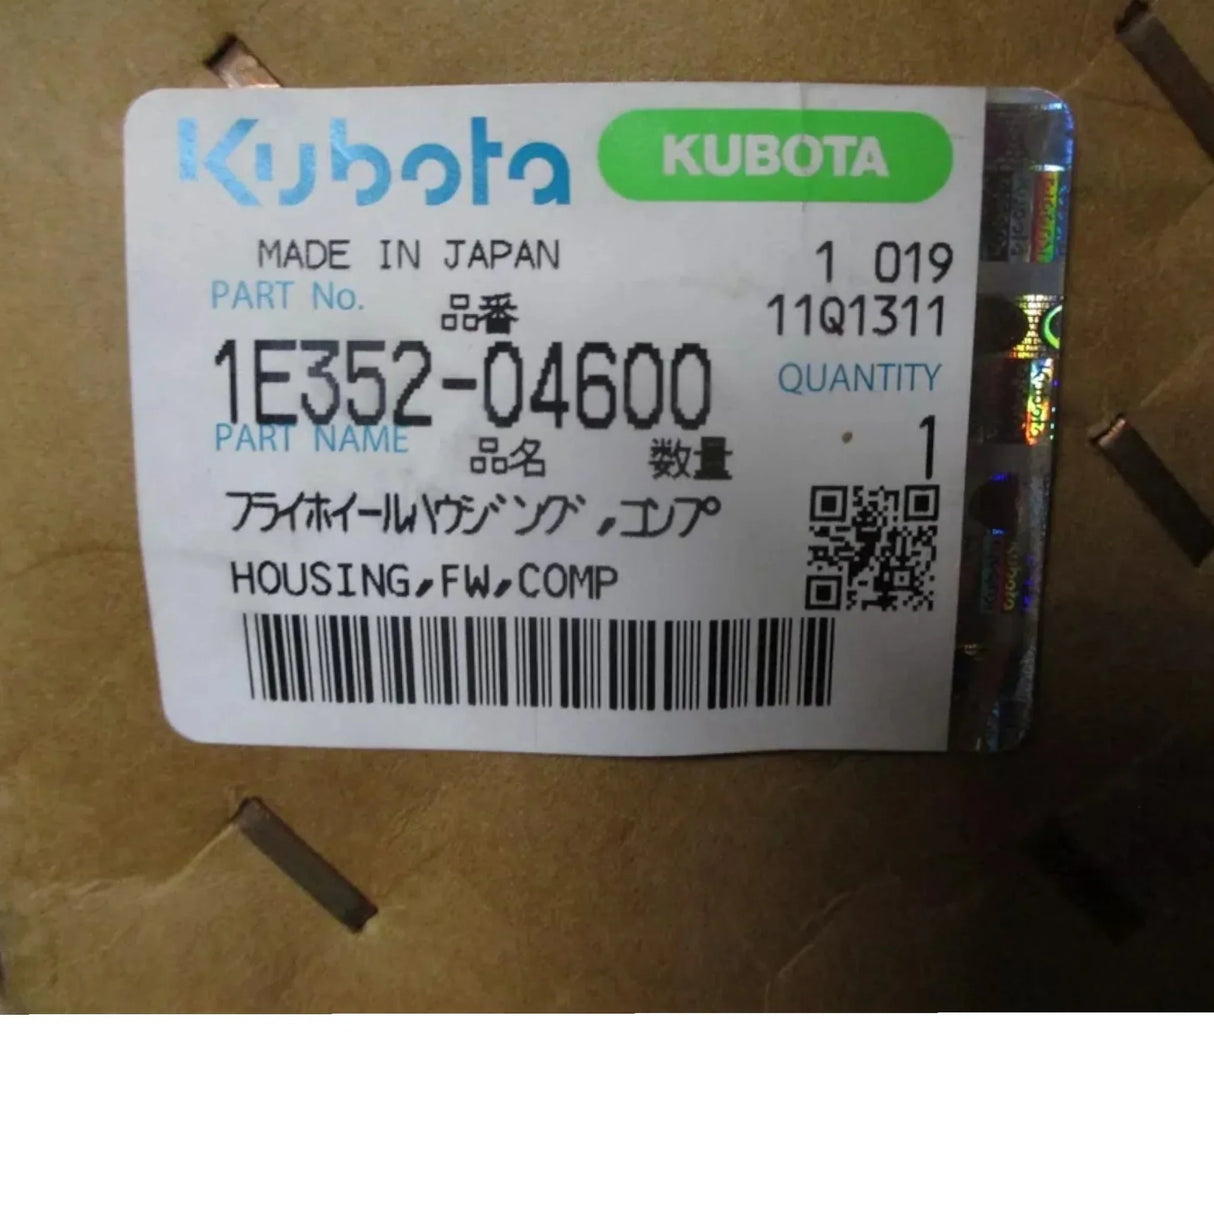 Kubota KUBOTA
MADE IN JAPAN 1 019
PART No. 品番 11Q1311
1E352-04600 QUANTITY
PART NAME 品名 数量 1
フライホイールハウジング,コンプ
HOUSING,FW,COMP